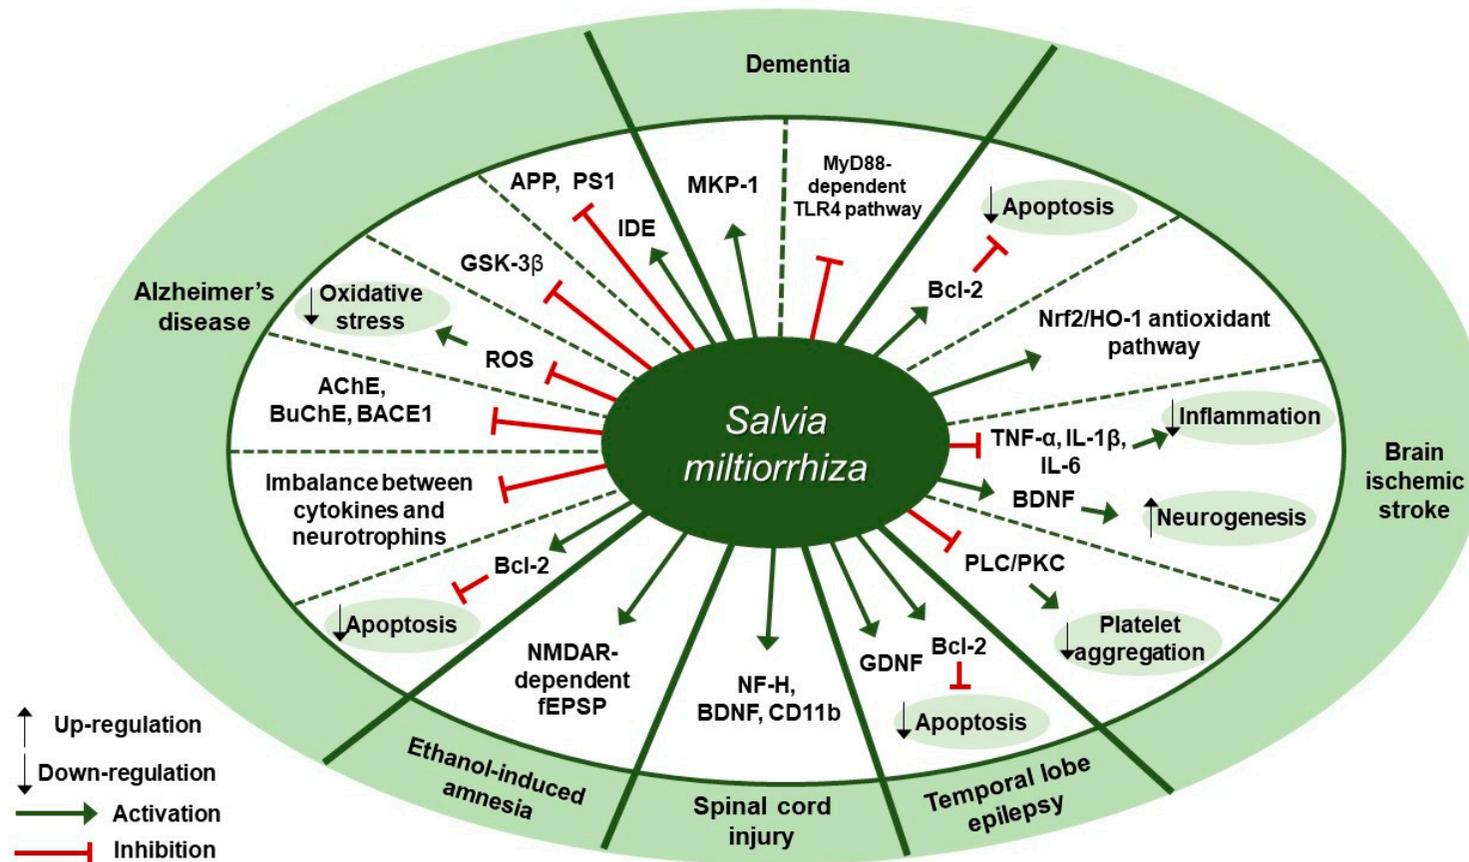 Dementia
MyD88-
dependent
TLR4 pathway
APP, PS1
MKP-1
IDE
Apoptosis
GSK-3β
Bcl-2
Alzheimer's
disease
Oxidative
stress
ROS
Nrf2/HO-1 antioxidant
pathway
AChE,
BuChE, BACE1
Salvia
miltiorrhiza
TNF-α, IL-1β,
IL-6
Inflammation
Brain
ischemic
stroke
BDNF
Neurogenesis
Imbalance between
cytokines and
neurotrophins
PLC/PKC
Platelet
aggregation
Bcl-2
Apoptosis
NMDAR-
dependent
fEPSP
NF-H,
BDNF, CD11b
GDNF
Bcl-2
Apoptosis
Ethanol-induced
amnesia
Spinal cord
injury
Temporal lobe
epilepsy
Up-regulation
Down-regulation
Activation
Inhibition